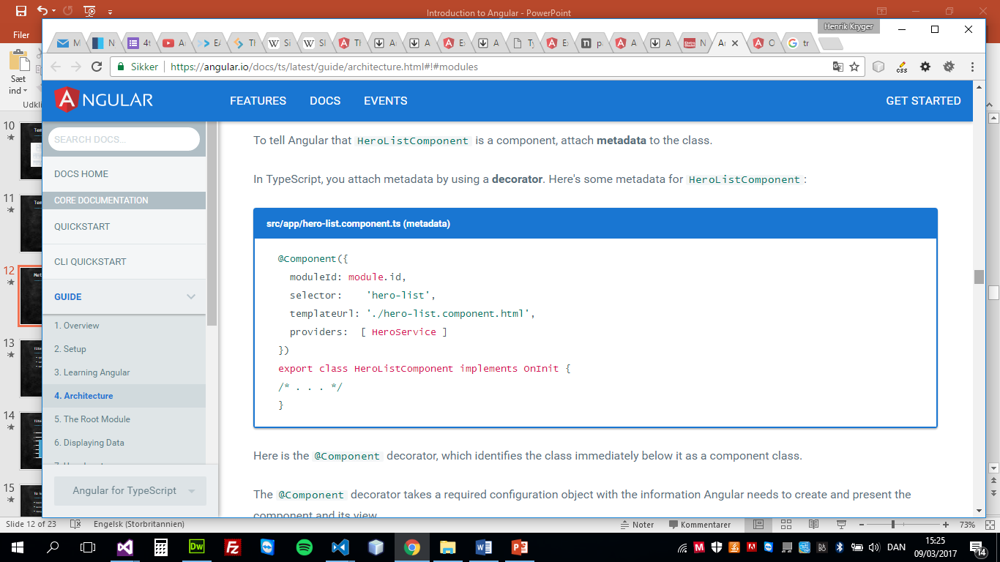 Introduction to Angular - PowerPoint
Filer
Henrik Kryger
Sikker
https://angular.io/docs/ts/latest/guide/architecture.html#!#modules
Sæt
ind
Udkli
ANGULAR
FEATURES
DOCS
EVENTS
GET STARTED
SEARCH DOCS...
DOCS HOME
CORE DOCUMENTATION
QUICKSTART
CLI QUICKSTART
GUIDE
1. Overview
2. Setup
3. Learning Angular
4. Architecture
5. The Root Module
6. Displaying Data
Angular for TypeScript
To tell Angular that HeroListComponent is a component, attach metadata to the class.
In TypeScript, you attach metadata by using a decorator. Here's some metadata for HeroListComponent:
src/app/hero-list.component.ts (metadata)
@Component({
moduleId: module.id,
selector: 'hero-list',
templateUrl: './hero-list.component.html',
providers: [ HeroService ]
})
export class HeroListComponent implements OnInit {
/* . . . */
}
Here is the @Component decorator, which identifies the class immediately below it as a component class.
The @Component decorator takes a required configuration object with the information Angular needs to create and present the
component and its view.
10
11
12
13
14
15
Slide 12 of 23
Engelsk (Storbritannien)
Noter
Kommentarer
73%
DAN
15:25
09/03/2017
14